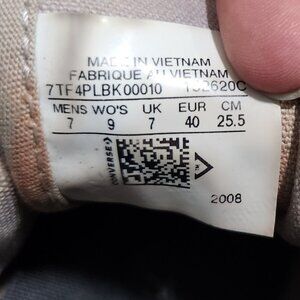 MADE IN VIETNAM
FABRIQUE AU VIETNAM
7TF4PLBK00010
MENS WO'S UK EUR CM
7 9 7 40 25.5
CONVERSE
2008